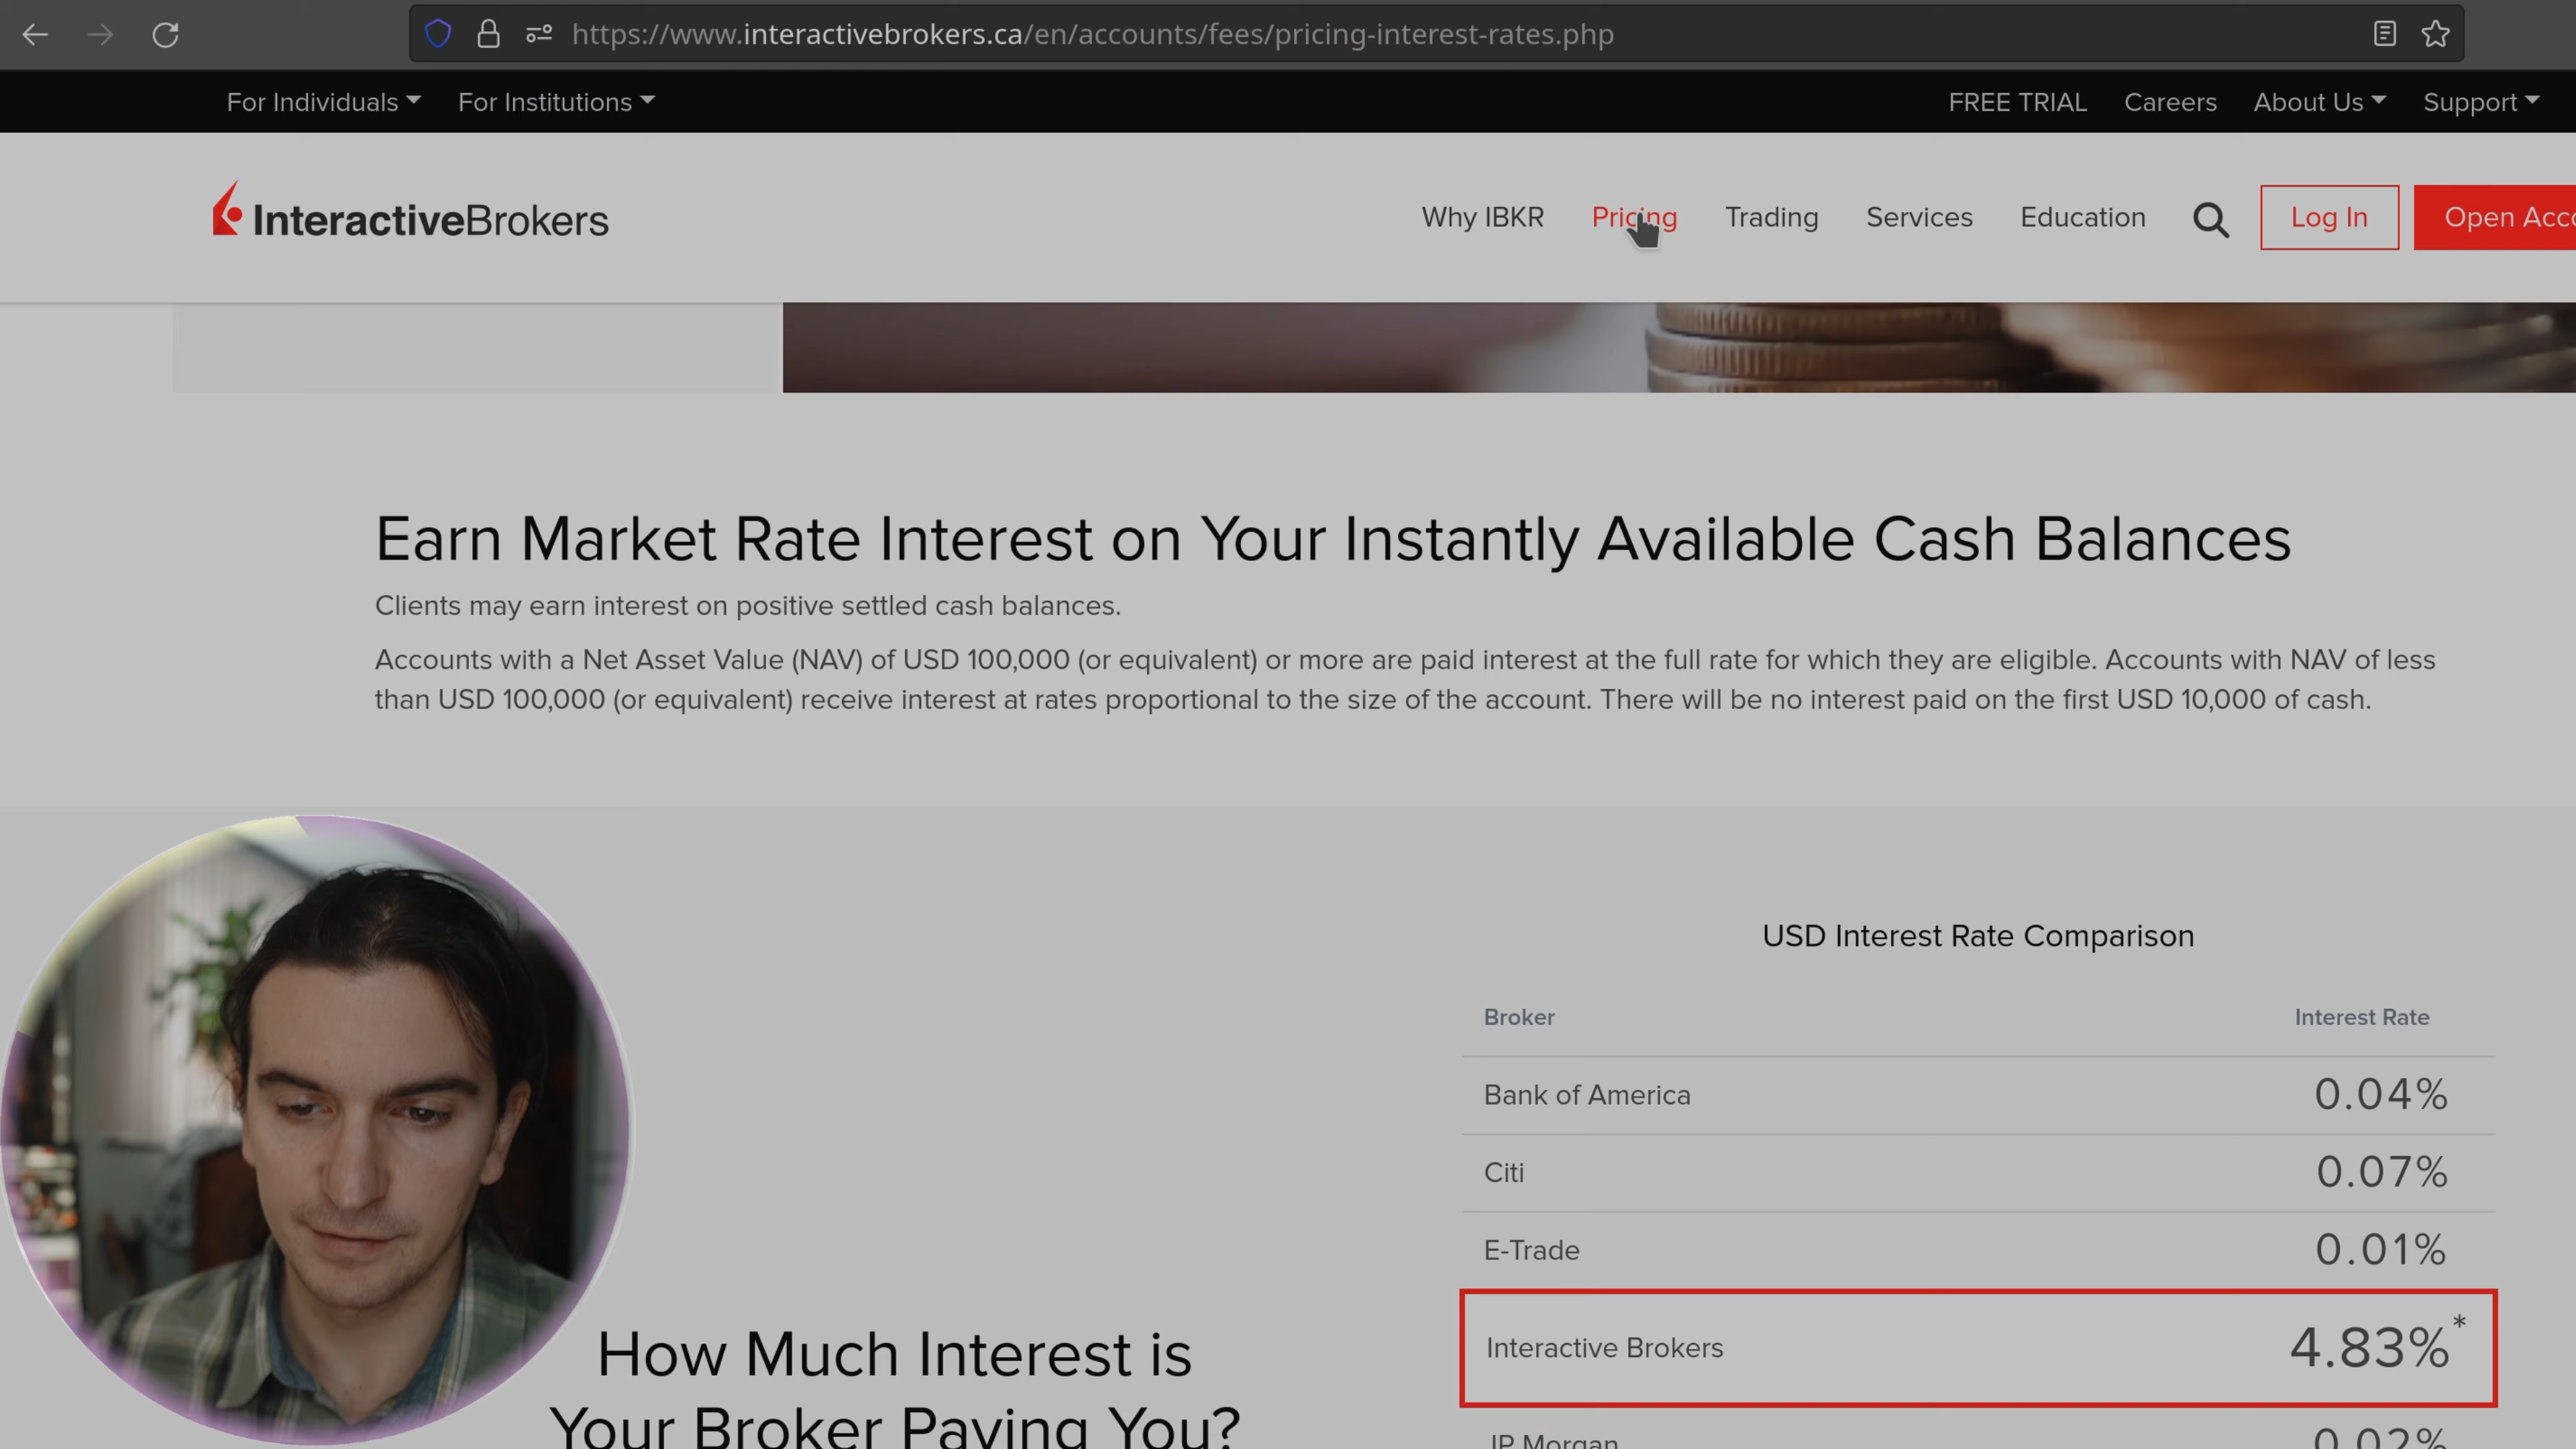 https://www.interactivebrokers.ca/en/accounts/fees/pricing-interest-rates.php
For Individuals For Institutions FREE TRIAL Careers About Us Support
InteractiveBrokers Why IBKR Pricing Trading Services Education Log In Open
Earn Market Rate Interest on Your Instantly Available Cash Balances
Clients may earn interest on positive settled cash balances.
Accounts with a Net Asset Value (NAV) of USD 100,000 (or equivalent) or more are paid interest at the full rate for which they are eligible. Accounts with NAV of less
than USD 100,000 (or equivalent) receive interest at rates proportional to the size of the account. There will be no interest paid on the first USD 10,000 of cash.
USD Interest Rate Comparison
Broker Interest Rate
Bank of America 0.04%
Citi 0.07%
E-Trade 0.01%
Interactive Brokers 4.83%*
JP Morgan 0.02%
How Much Interest is
Your Broker Paying You?